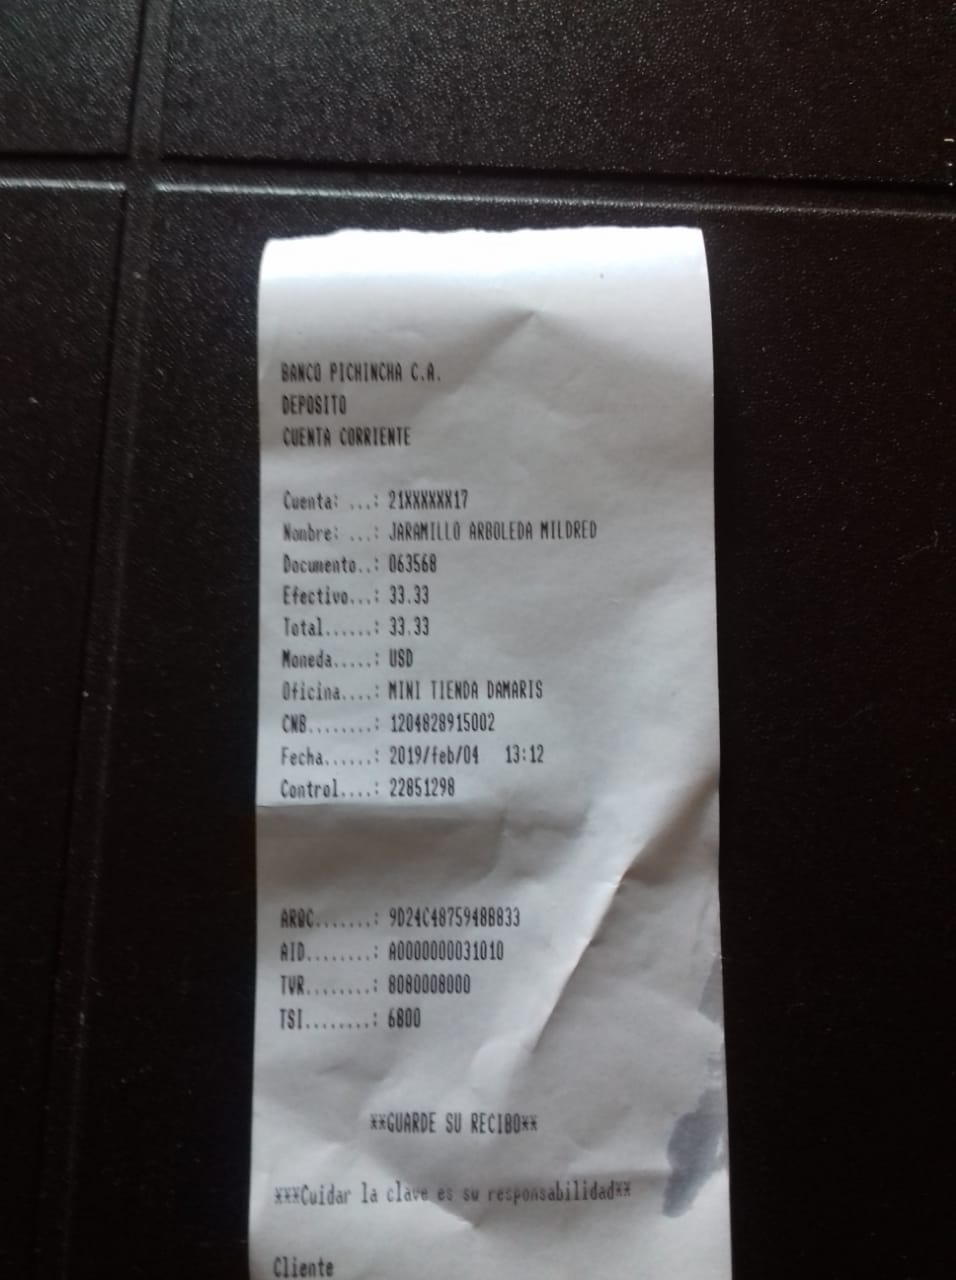 BANCO PICHINCHA C.A.
DEPOSITO
CUENTA CORRIENTE
Cuenta: ...: 21XXXXXX17
Nombre: ...: JARAMILLO ARBOLEDA MILDRED
Documento..: 063568
Efectivo...: 33.33
Total......: 33.33
Moneda.....: USD
Oficina....: MINI TIENDA DAMARIS
CNB........: 1204828915002
Fecha......: 2019/feb/04 13:12
Control....: 22851298
ARQC.......: 9D24C4875948B833
AID........: A0000000031010
TVR........: 8080008000
TSI........: 6800
**GUARDE SU RECIBO**
***Cuidar la clave es su responsabilidad**
Cliente